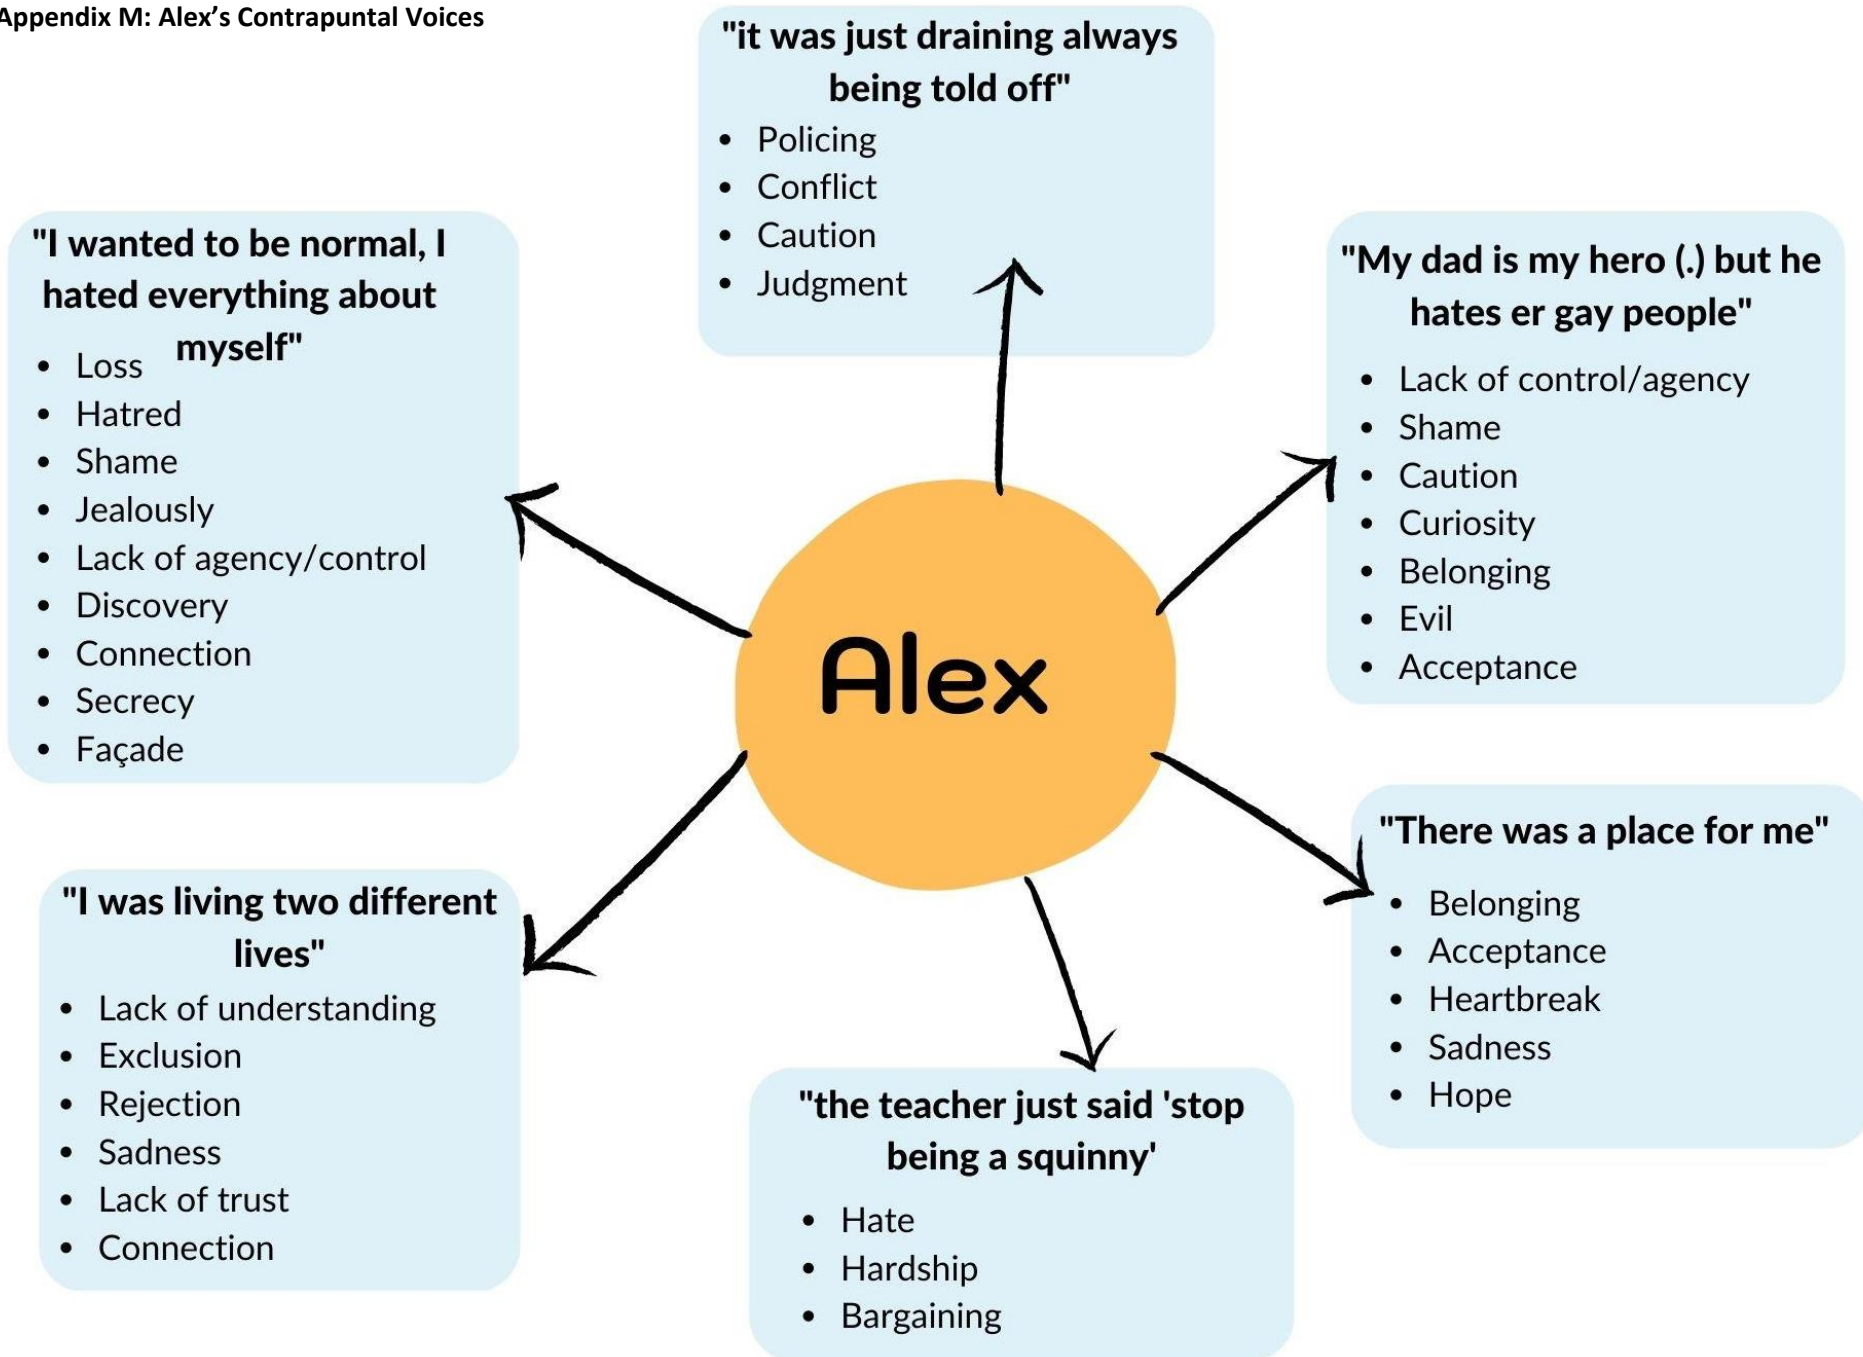 Appendix M: Alex's Contrapuntal Voices
"it was just draining always
being told off"
• Policing
• Conflict
• Caution
• Judgment
"I wanted to be normal, I
hated everything about
myself"
• Loss
• Hatred
• Shame
• Jealously
• Lack of agency/control
• Discovery
• Connection
• Secrecy
• Façade
"My dad is my hero (.) but he
hates er gay people"
• Lack of control/agency
• Shame
• Caution
• Curiosity
• Belonging
• Evil
• Acceptance
Alex
"I was living two different
lives"
• Lack of understanding
• Exclusion
• Rejection
• Sadness
• Lack of trust
• Connection
"the teacher just said 'stop
being a squinny'
• Hate
• Hardship
• Bargaining
"There was a place for me"
• Belonging
• Acceptance
• Heartbreak
• Sadness
• Hope